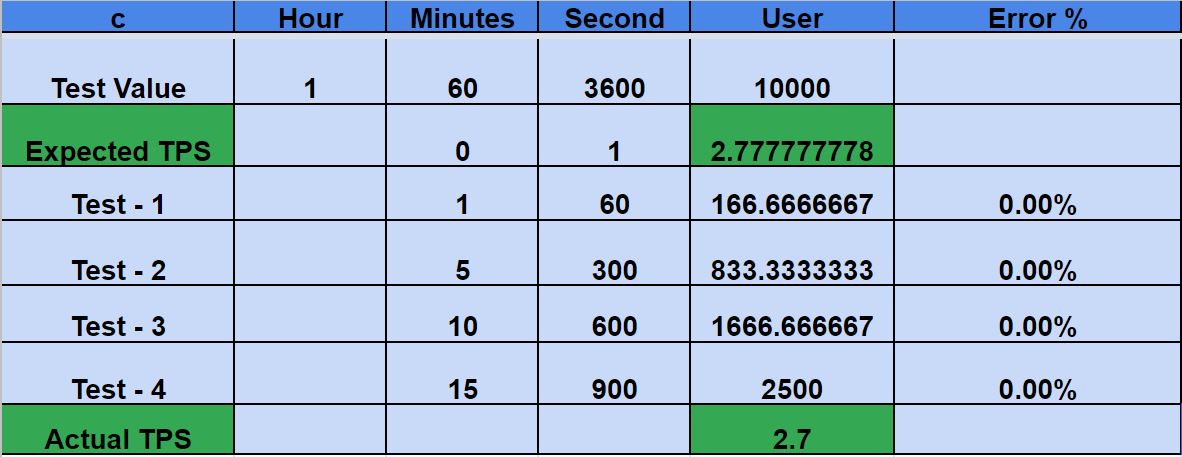 c Hour Minutes Second User Error %
Test Value 1 60 3600 10000
Expected TPS 0 1 2.777777778
Test - 1 1 60 166.6666667 0.00%
Test - 2 5 300 833.3333333 0.00%
Test - 3 10 600 1666.666667 0.00%
Test - 4 15 900 2500 0.00%
Actual TPS 2.7